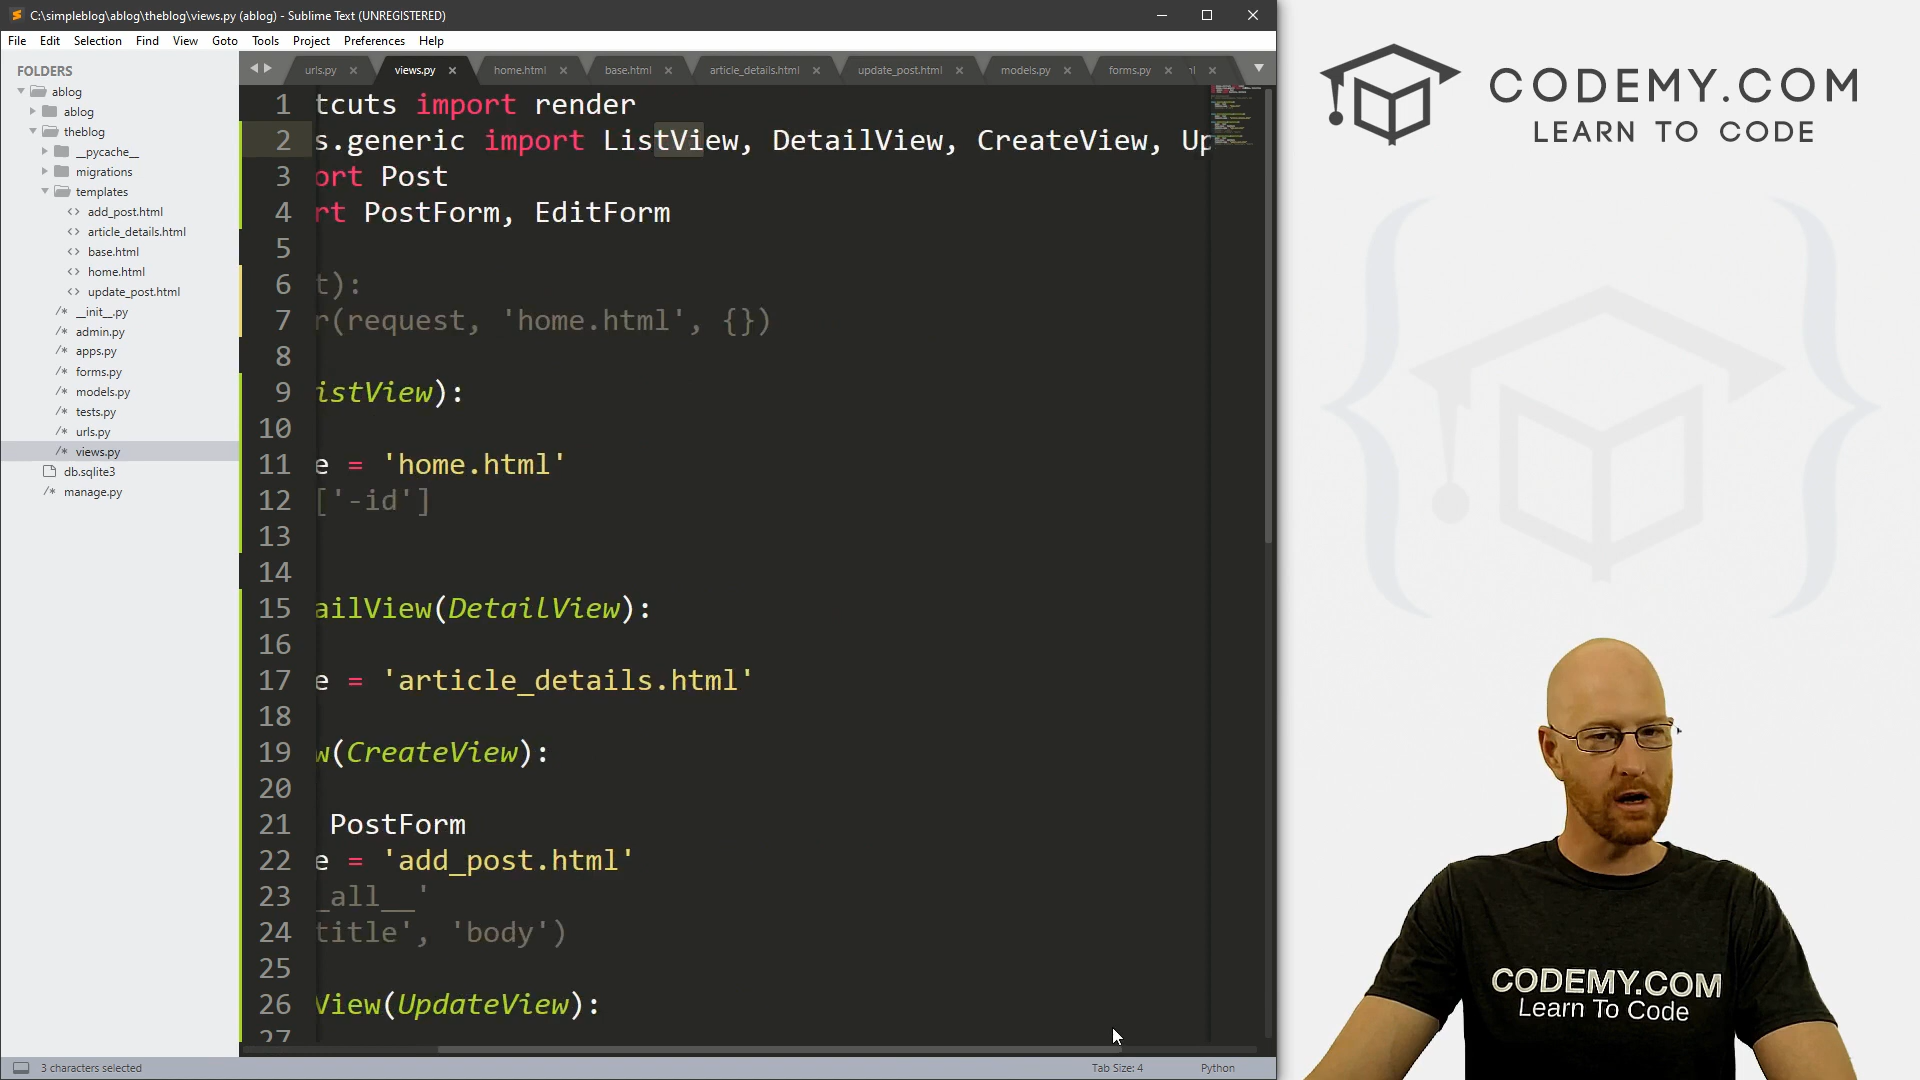 C:\simpleblog\ablog\theblog\views.py (ablog) - Sublime Text (UNREGISTERED)
File Edit Selection Find View Goto Tools Project Preferences Help
FOLDERS
ablog
ablog
theblog
__pycache__
migrations
templates
add_post.html
article_details.html
base.html
home.html
update_post.html
__init__.py
admin.py
apps.py
forms.py
models.py
tests.py
urls.py
views.py
db.sqlite3
manage.py
urls.py views.py home.html base.html article_details.html update_post.html models.py forms.py
1 tcuts import render
2 s.generic import ListView, DetailView, CreateView, Up
3 ort Post
4 rt PostForm, EditForm
5
6 t):
7 r(request, 'home.html', {})
8
9 istView):
10
11 e = 'home.html'
12 ['-id']
13
14
15 ailView(DetailView):
16
17 e = 'article_details.html'
18
19 w(CreateView):
20
21 PostForm
22 e = 'add_post.html'
23 _all__'
24 title', 'body')
25
26 View(UpdateView):
27
3 characters selected
Tab Size: 4
Python
CODEMY.COM
LEARN TO CODE
CODEMY.COM
Learn To Code